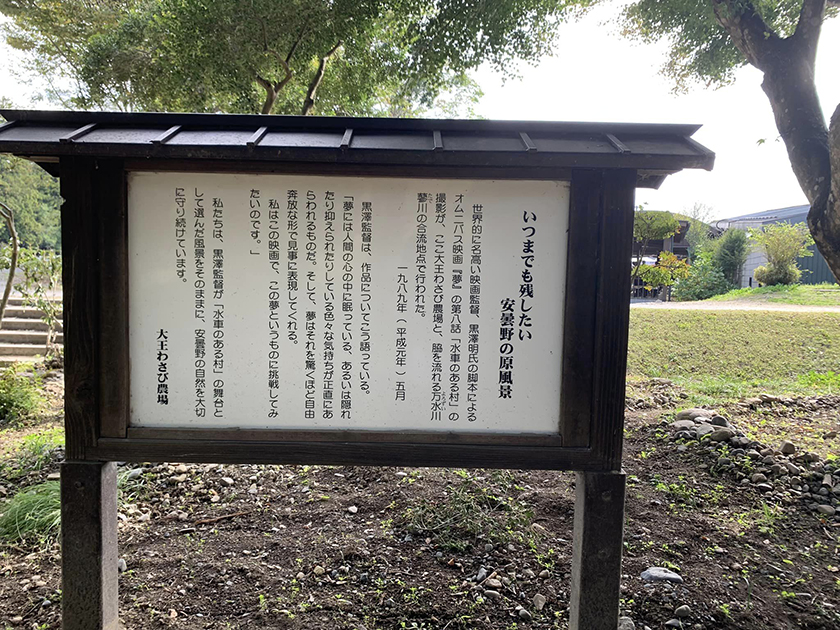 いつまでも残したい
安曇野の原風景
世界的に名高い映画監督、黒澤明氏の脚本による
オムニバス映画『夢』の第八話「水車のある村」の
撮影が、ここ大王わさび農場と、脇を流れる万水川
蓼川の合流地点で行われた。
一九八九年（平成元年）五月
黒澤監督は、作品についてこう語っている。
「夢には人間の心の中に眠っている、あるいは隠れ
たり抑えられたりしている色々な気持ちが正直にあ
らわれるものだ。そして、夢はそれを驚くほど自由
奔放な形で見事に表現してくれる。
私はこの映画で、この夢というものに挑戦してみ
たいのです。」
私たちは、黒澤監督が「水車のある村」の舞台と
して選んだ風景をそのままに、安曇野の自然を大切
に守り続けています。
大王わさび農場